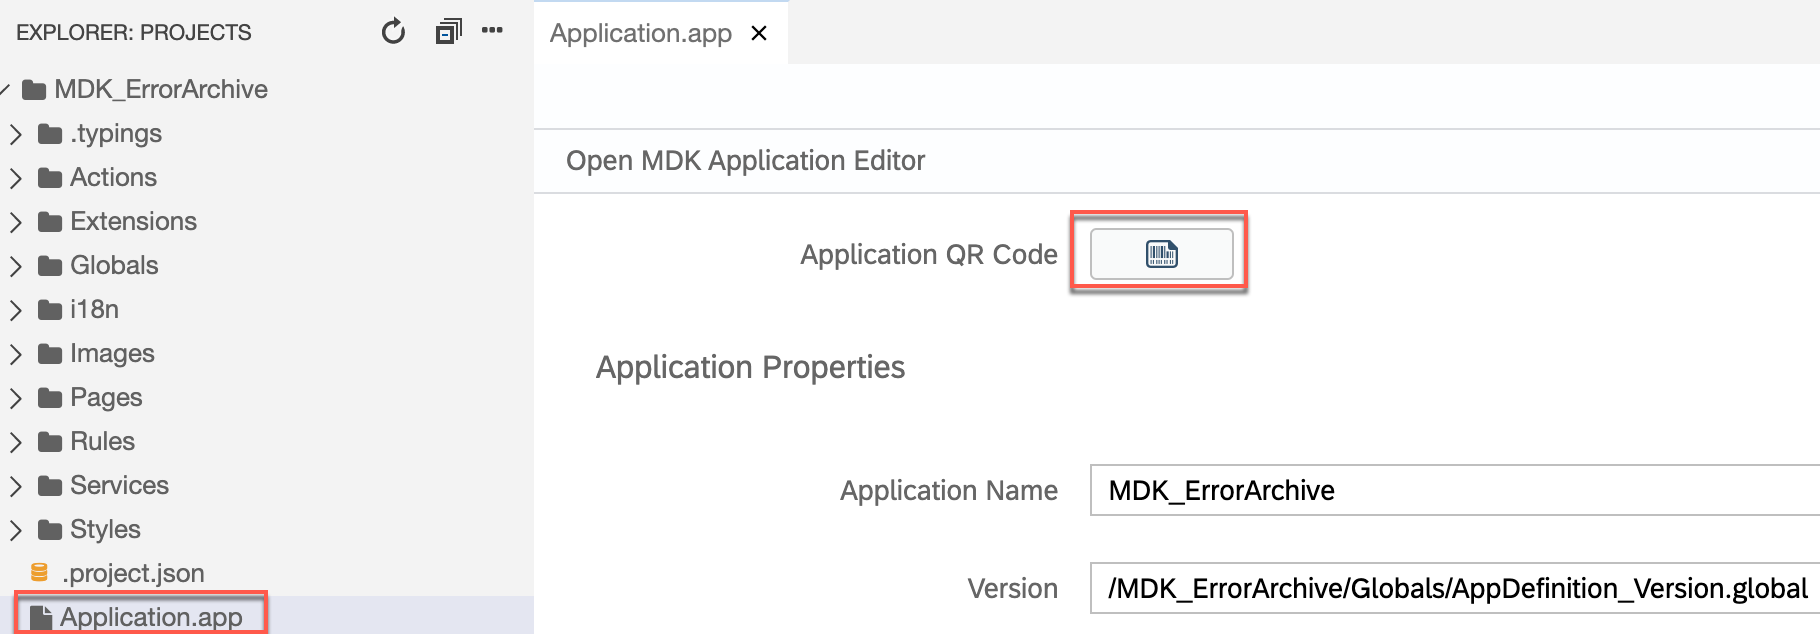 EXPLORER: PROJECTS
MDK_ErrorArchive
.typings
Actions
Extensions
Globals
i18n
Images
Pages
Rules
Services
Styles
.project.json
Application.app
Application.app
Open MDK Application Editor
Application QR Code
Application Properties
Application Name MDK_ErrorArchive
Version /MDK_ErrorArchive/Globals/AppDefinition_Version.global